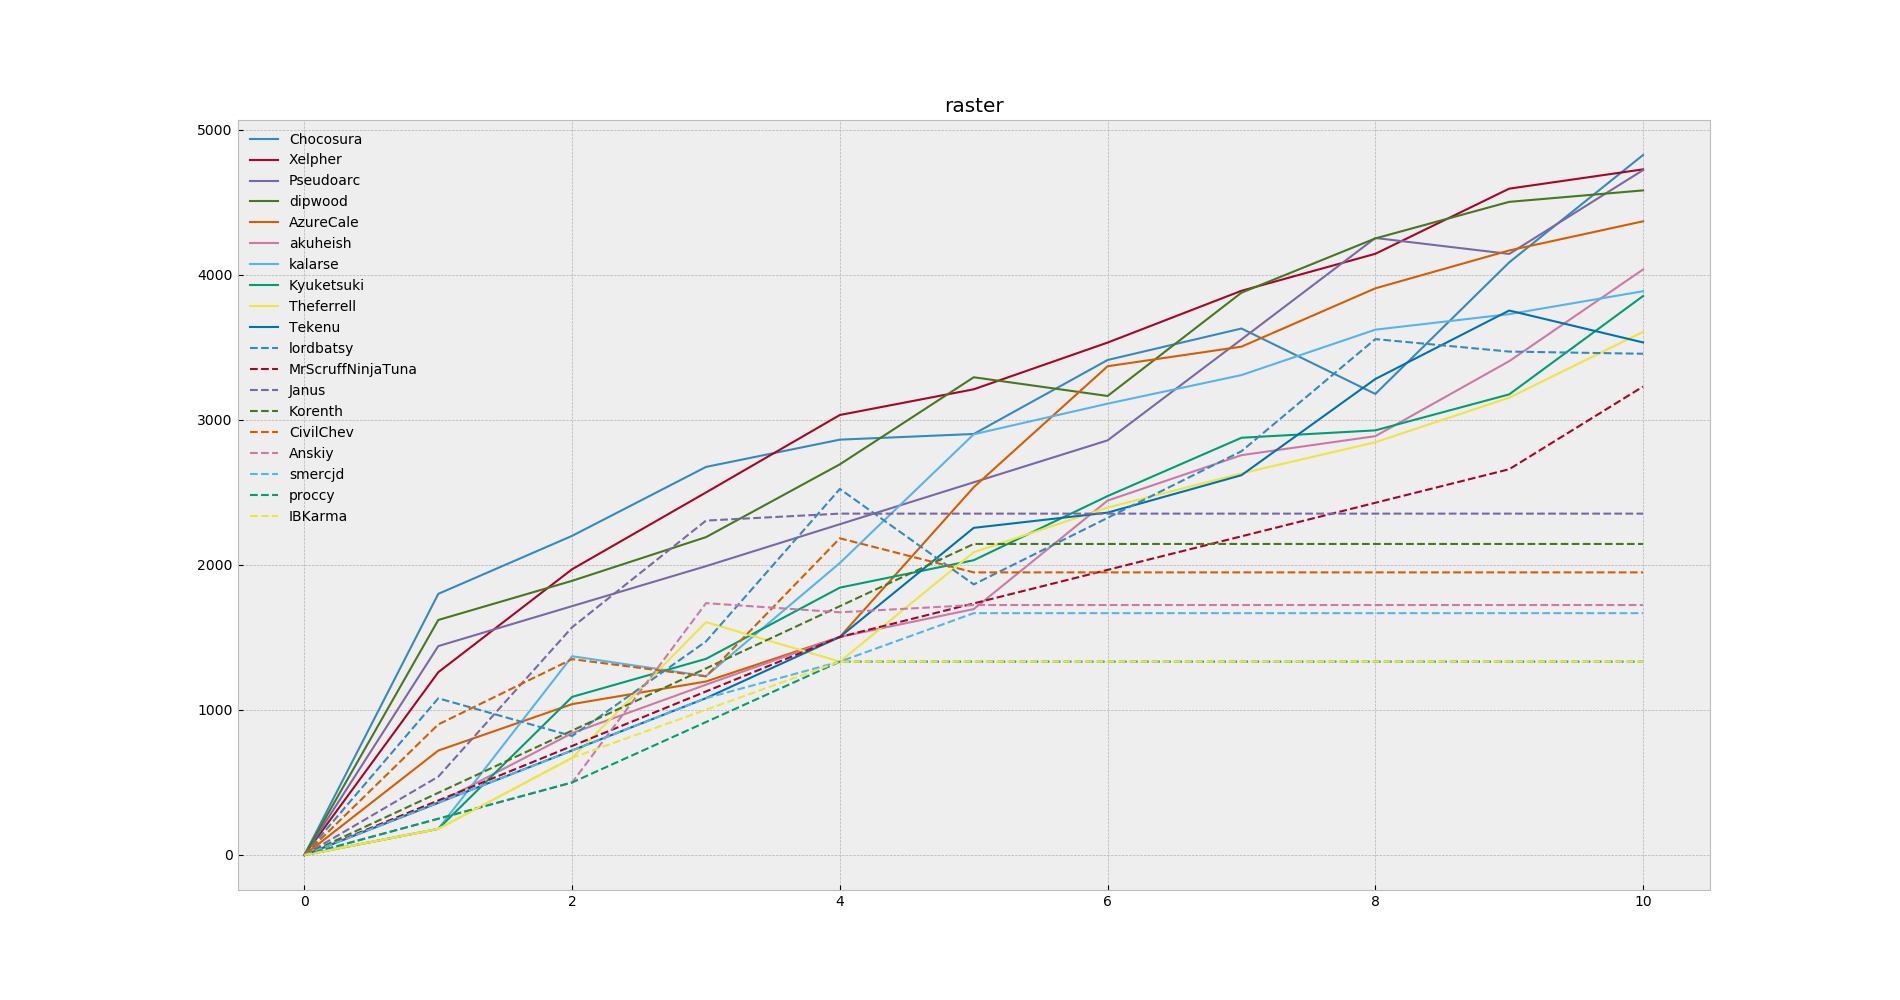 raster
5000
4000
3000
2000
1000
0
Chocosura
Xelpher
Pseudoarc
dipwood
AzureCale
akuheish
kalarse
Kyuketsuki
Theferrell
Tekenu
lordbatsy
MrScruffNinjaTuna
Janus
Korenth
CivilChev
Anskiy
smercjd
proccy
IBKarma
0 2 4 6 8 10